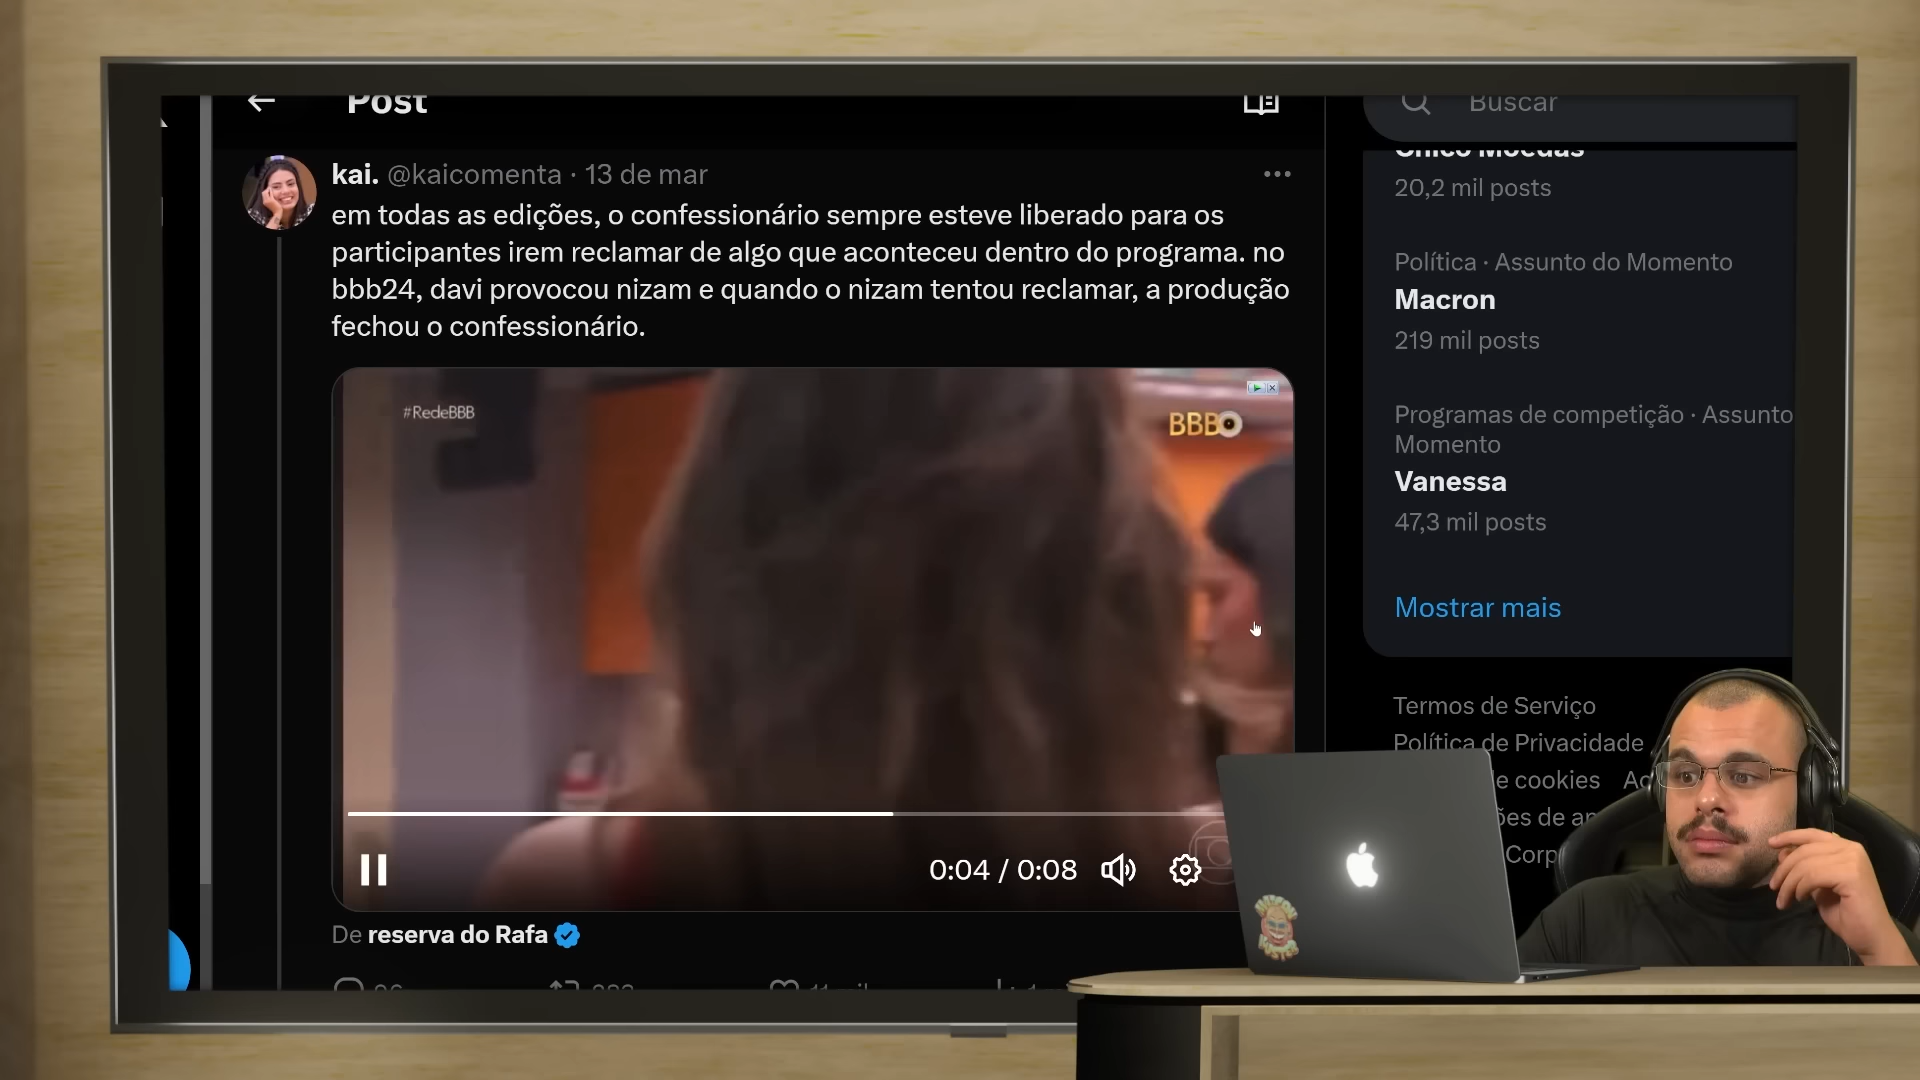 Post
Buscar
kai. @kaicomenta · 13 de mar
em todas as edições, o confessionário sempre esteve liberado para os
participantes irem reclamar de algo que aconteceu dentro do programa. no
bbb24, davi provocou nizam e quando o nizam tentou reclamar, a produção
fechou o confessionário.
#RedeBBB
BBB
0:04 / 0:08
De reserva do Rafa
Chico Moedas
20,2 mil posts
Política · Assunto do Momento
Macron
219 mil posts
Programas de competição · Assunto
Momento
Vanessa
47,3 mil posts
Mostrar mais
Termos de Serviço
Política de Privacidade
e cookies
Corp